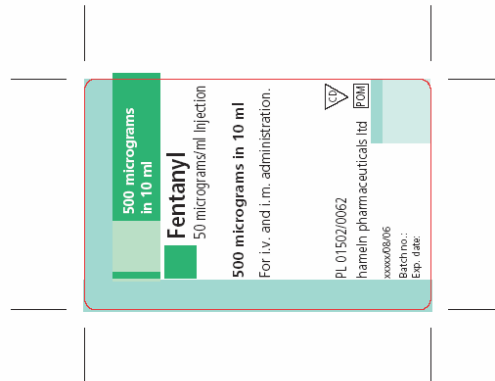 500 micrograms
in 10 ml
Fentanyl
50 micrograms/ml Injection
500 micrograms in 10 ml
For i.v. and i.m. administration.
CD
POM
PL 01502/0062
hameln pharmaceuticals ltd
xxxxx/08/06
Batch no.:
Exp. date: